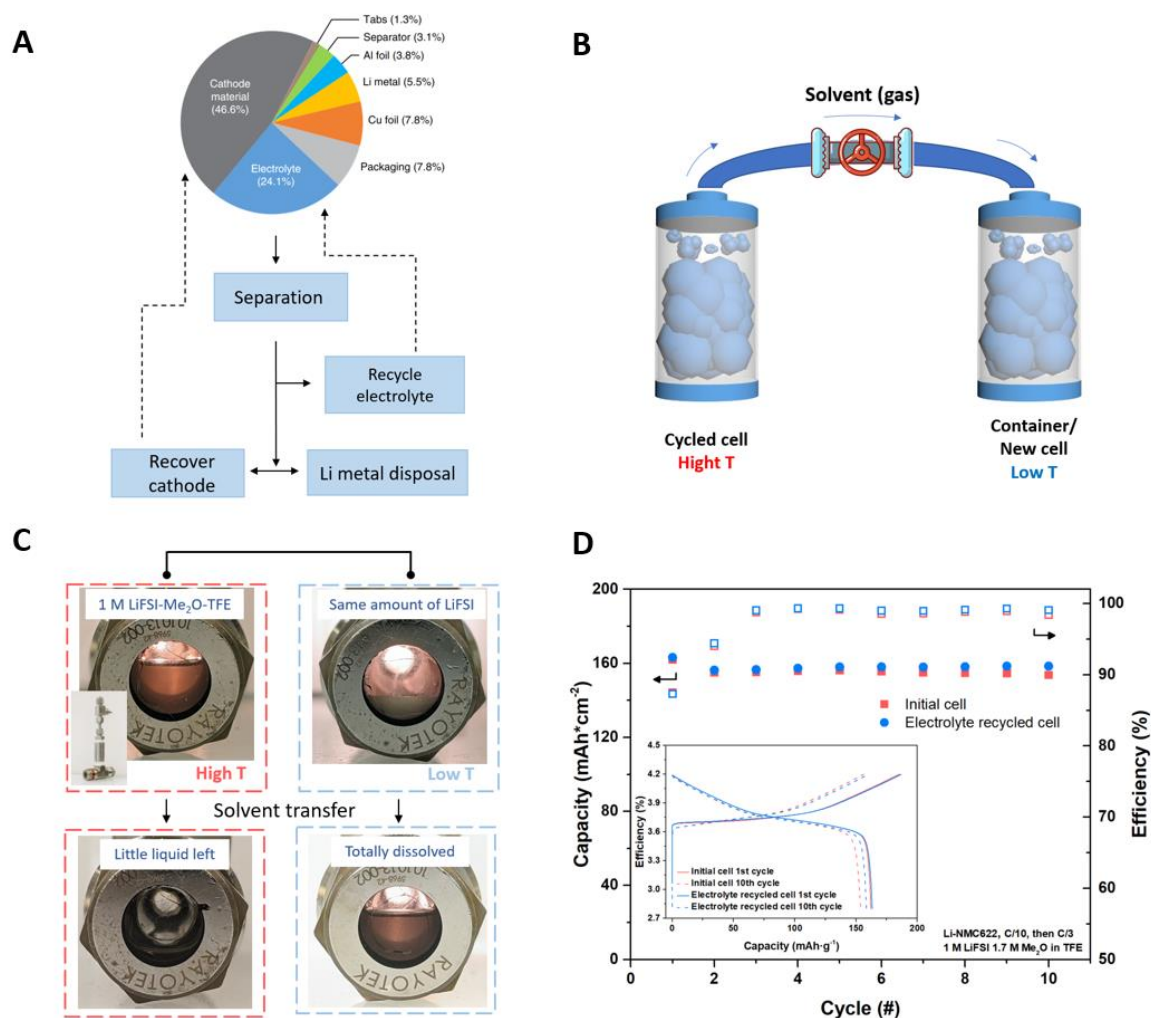 A
Tabs (1.3%)
Separator (3.1%)
Al foil (3.8%)
Li metal (5.5%)
Cu foil (7.8%)
Packaging (7.8%)
Cathode
material
(46.6%)
Electrolyte
(24.1%)
Separation
Recycle
electrolyte
Recover
cathode
Li metal disposal
B
Solvent (gas)
Cycled cell
Hight T
Container/
New cell
Low T
C
1 M LiFSI-Me₂O-TFE
Same amount of LiFSI
RAYOTEK
RAYOTEK
High T
Low T
Solvent transfer
Little liquid left
Totally dissolved
RAYOTEK
RAYOTEK
D
200
160
120
80
40
0
Capacity (mAh*cm⁻²)
100
90
80
70
60
50
Efficiency (%)
Initial cell
Electrolyte recycled cell
4.5
4.2
3.9
3.6
3.3
3.0
2.7
Efficiency (%)
Initial cell 1st cycle
Initial cell 10th cycle
Electrolyte recycled cell 1st cycle
Electrolyte recycled cell 10th cycle
0 50 100 150 200
Capacity (mAh·g⁻¹)
Li-NMC622, C/10, then C/3
1 M LiFSI 1.7 M Me₂O in TFE
0 2 4 6 8 10
Cycle (#)